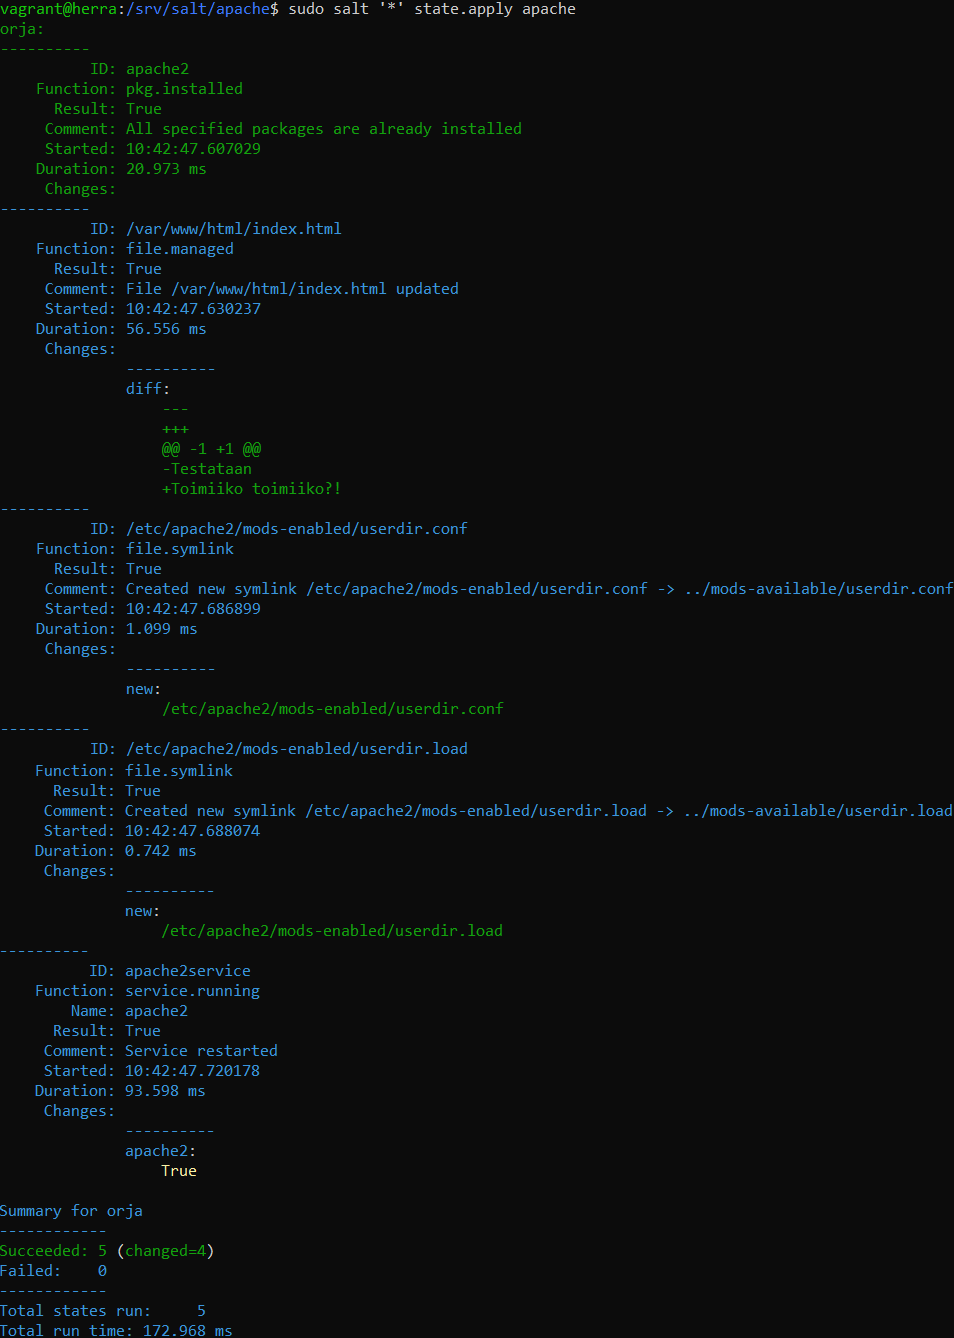 vagrant@herra:/srv/salt/apache$ sudo salt '*' state.apply apache
orja:
----------
          ID: apache2
    Function: pkg.installed
      Result: True
     Comment: All specified packages are already installed
     Started: 10:42:47.607029
    Duration: 20.973 ms
     Changes:
----------
          ID: /var/www/html/index.html
    Function: file.managed
      Result: True
     Comment: File /var/www/html/index.html updated
     Started: 10:42:47.630237
    Duration: 56.556 ms
     Changes:
              ----------
              diff:
                  ---
                  +++
                  @@ -1 +1 @@
                  -Testataan
                  +Toimiiko toimiiko?!
----------
          ID: /etc/apache2/mods-enabled/userdir.conf
    Function: file.symlink
      Result: True
     Comment: Created new symlink /etc/apache2/mods-enabled/userdir.conf -> ../mods-available/userdir.conf
     Started: 10:42:47.686899
    Duration: 1.099 ms
     Changes:
              ----------
              new:
                  /etc/apache2/mods-enabled/userdir.conf
----------
          ID: /etc/apache2/mods-enabled/userdir.load
    Function: file.symlink
      Result: True
     Comment: Created new symlink /etc/apache2/mods-enabled/userdir.load -> ../mods-available/userdir.load
     Started: 10:42:47.688074
    Duration: 0.742 ms
     Changes:
              ----------
              new:
                  /etc/apache2/mods-enabled/userdir.load
----------
          ID: apache2service
    Function: service.running
        Name: apache2
      Result: True
     Comment: Service restarted
     Started: 10:42:47.720178
    Duration: 93.598 ms
     Changes:
              ----------
              apache2:
                  True

Summary for orja
------------
Succeeded: 5 (changed=4)
Failed:    0
------------
Total states run:     5
Total run time: 172.968 ms